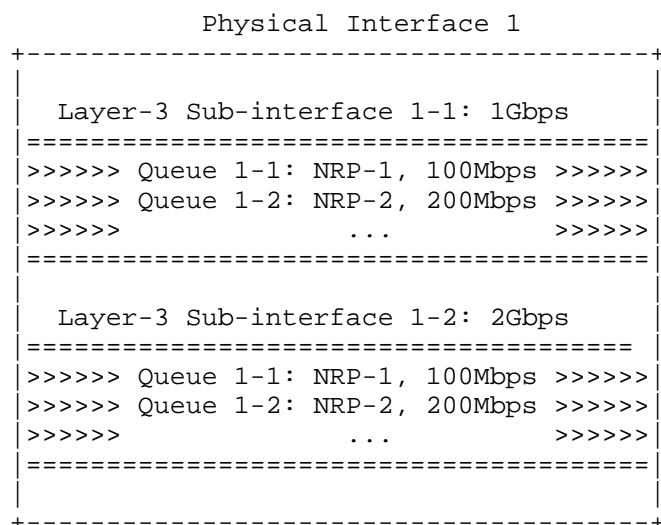 Physical Interface 1
+---------------------------------------+
|                                       |
|  Layer-3 Sub-interface 1-1: 1Gbps
|=======================================|
|>>>>>> Queue 1-1: NRP-1, 100Mbps >>>>>>|
|>>>>>> Queue 1-2: NRP-2, 200Mbps >>>>>>|
|>>>>>>              ...          >>>>>>|
|=======================================|
|                                       |
|  Layer-3 Sub-interface 1-2: 2Gbps
|======================================
|>>>>>> Queue 1-1: NRP-1, 100Mbps >>>>>>|
|>>>>>> Queue 1-2: NRP-2, 200Mbps >>>>>>|
|>>>>>>              ...          >>>>>>|
|=======================================|
|                                       |
+---------------------------------------+